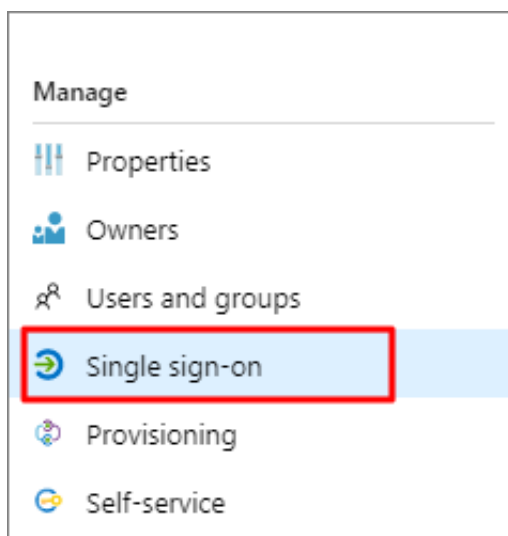 Manage
Properties
Owners
Users and groups
Single sign-on
Provisioning
Self-service